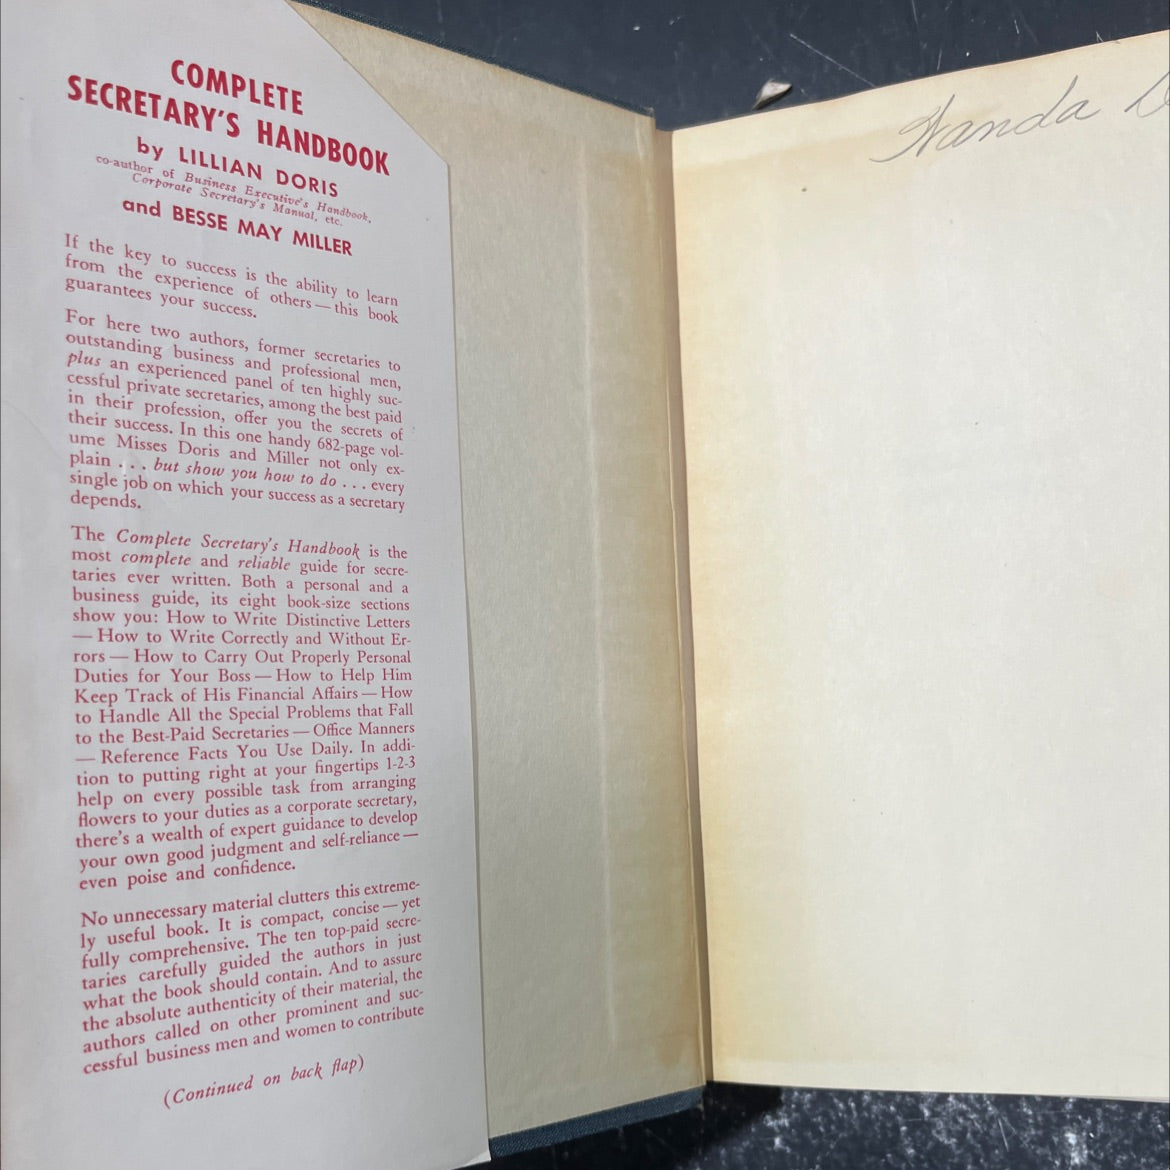 COMPLETE
SECRETARY'S HANDBOOK
by LILLIAN DORIS
co-author of Business Executive's Handbook,
Corporate Secretary's Manual, etc.
and BESSE MAY MILLER
If the key to success is the ability to learn
from the experience of others — this book
guarantees your success.
For here two authors, former secretaries to
outstanding business and professional men,
plus an experienced panel of ten highly suc-
cessful private secretaries, among the best paid
in their profession, offer you the secrets of
their success. In this one handy 682-page vol-
ume Misses Doris and Miller not only ex-
plain . . . but show you how to do . . . every
single job on which your success as a secretary
depends.
The Complete Secretary's Handbook is the
most complete and reliable guide for secre-
taries ever written. Both a personal and a
business guide, its eight book-size sections
show you: How to Write Distinctive Letters
— How to Write Correctly and Without Er-
rors — How to Carry Out Properly Personal
Duties for Your Boss — How to Help Him
Keep Track of His Financial Affairs — How
to Handle All the Special Problems that Fall
to the Best-Paid Secretaries — Office Manners
— Reference Facts You Use Daily. In addi-
tion to putting right at your fingertips 1-2-3
help on every possible task from arranging
flowers to your duties as a corporate secretary,
there's a wealth of expert guidance to develop
your own good judgment and self-reliance —
even poise and confidence.
No unnecessary material clutters this extreme-
ly useful book. It is compact, concise — yet
fully comprehensive. The ten top-paid secre-
taries carefully guided the authors in just
what the book should contain. And to assure
the absolute authenticity of their material, the
authors called on other prominent and suc-
cessful business men and women to contribute
(Continued on back flap)
Wanda